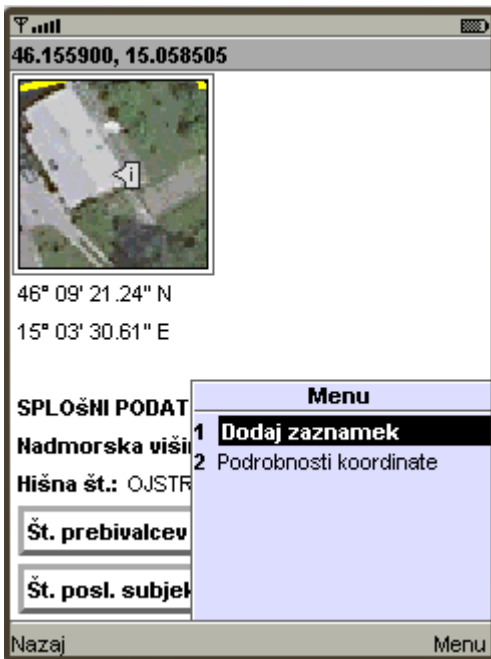 46.155900, 15.058505
i
46° 09' 21.24" N
15° 03' 30.61" E
SPLOšNI PODAT
Nadmorska viši
Hišna št.: OJSTR
Št. prebivalcev
Št. posl. subjek
Menu
1 Dodaj zaznamek
2 Podrobnosti koordinate
Nazaj Menu